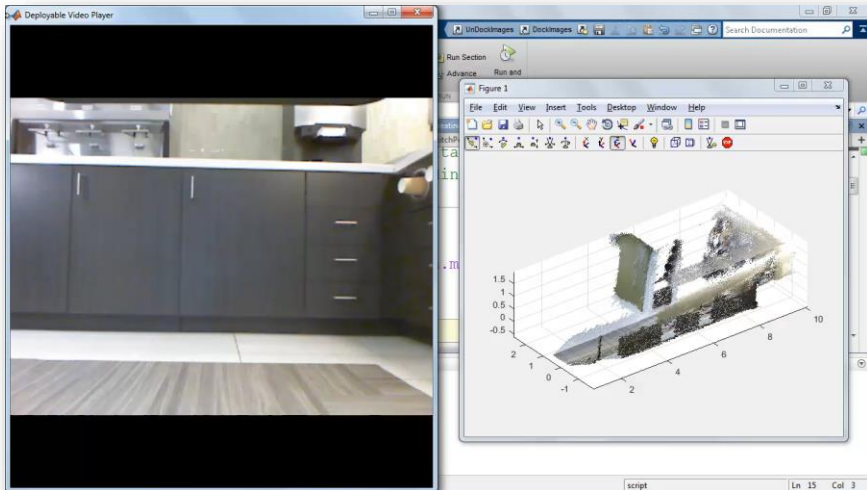 Deployable Video Player
UnDockImages
DockImages
Search Documentation
Run Section
Advance
Run and
Figure 1
File Edit View Insert Tools Desktop Window Help
1.5
1
0.5
0
-0.5
2
1
0
-1
2
4
6
8
10
script
Ln 15 Col 3